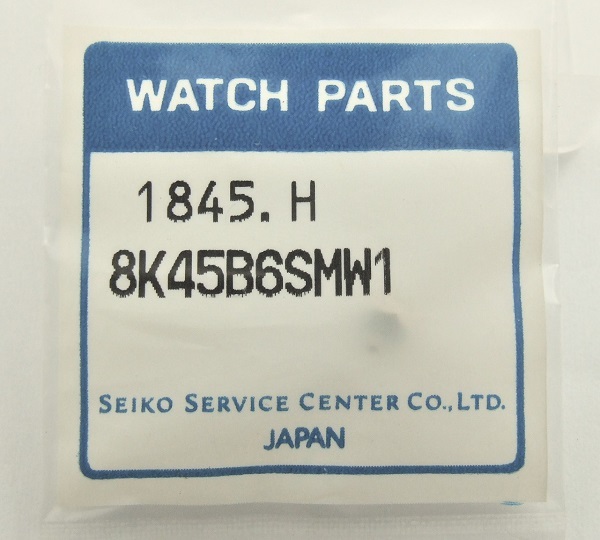 WATCH PARTS
1845.H
8K45B6SMW1
SEIKO SERVICE CENTER CO.,LTD.
JAPAN